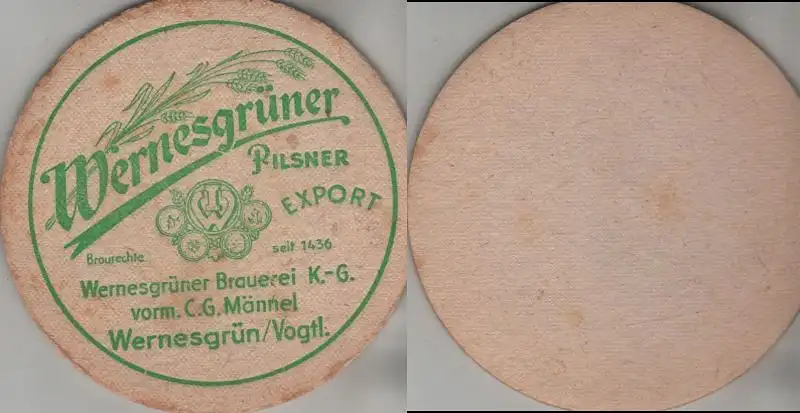 Wernesgrüner
PILSNER
EXPORT
Braurechte seit 1436
Wernesgrüner Brauerei K.-G.
vorm. C.G. Männel
Wernesgrün/Vogtl.